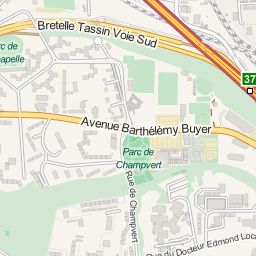 Bretelle Tassin Voie Sud
arc de
apelle
37
Avenue Barthélémy Buyer
Parc de
Champvert
Rue de Champvert
Rue du Docteur Edmond Loca